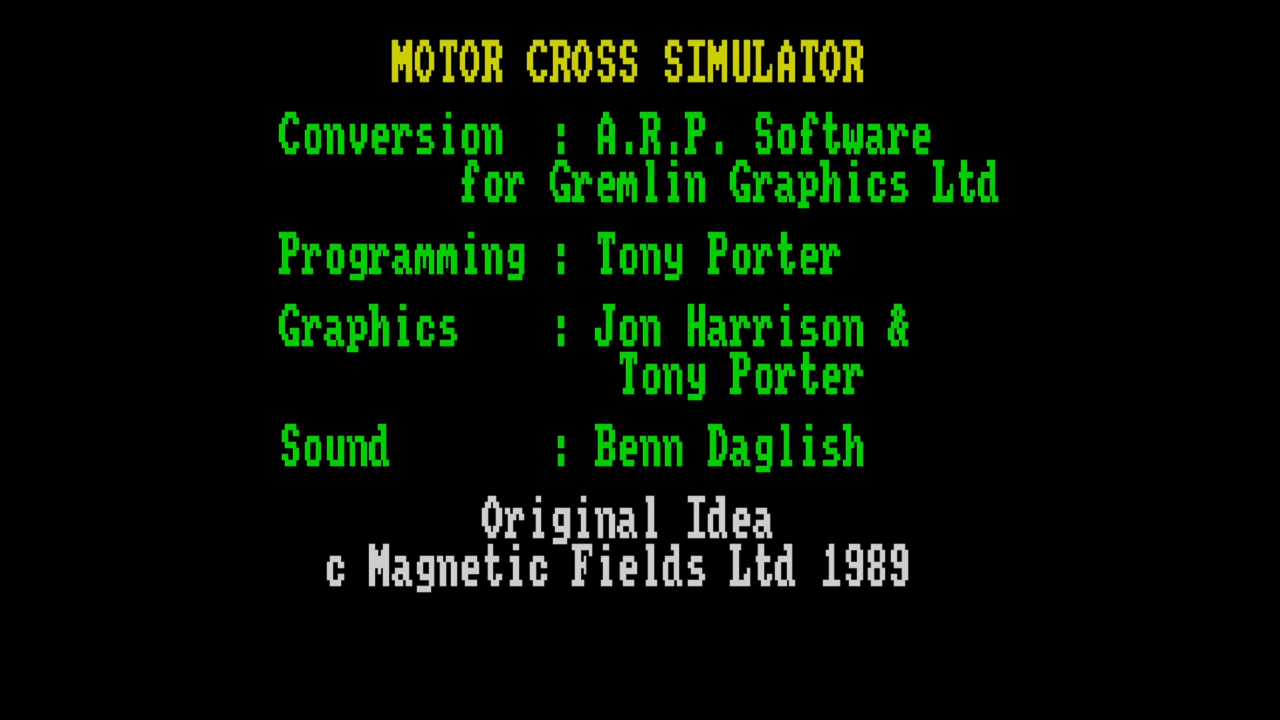 MOTOR CROSS SIMULATOR
Conversion : A.R.P. Software
for Gremlin Graphics Ltd
Programming : Tony Porter
Graphics : Jon Harrison &
Tony Porter
Sound : Benn Daglish
Original Idea
c Magnetic Fields Ltd 1989